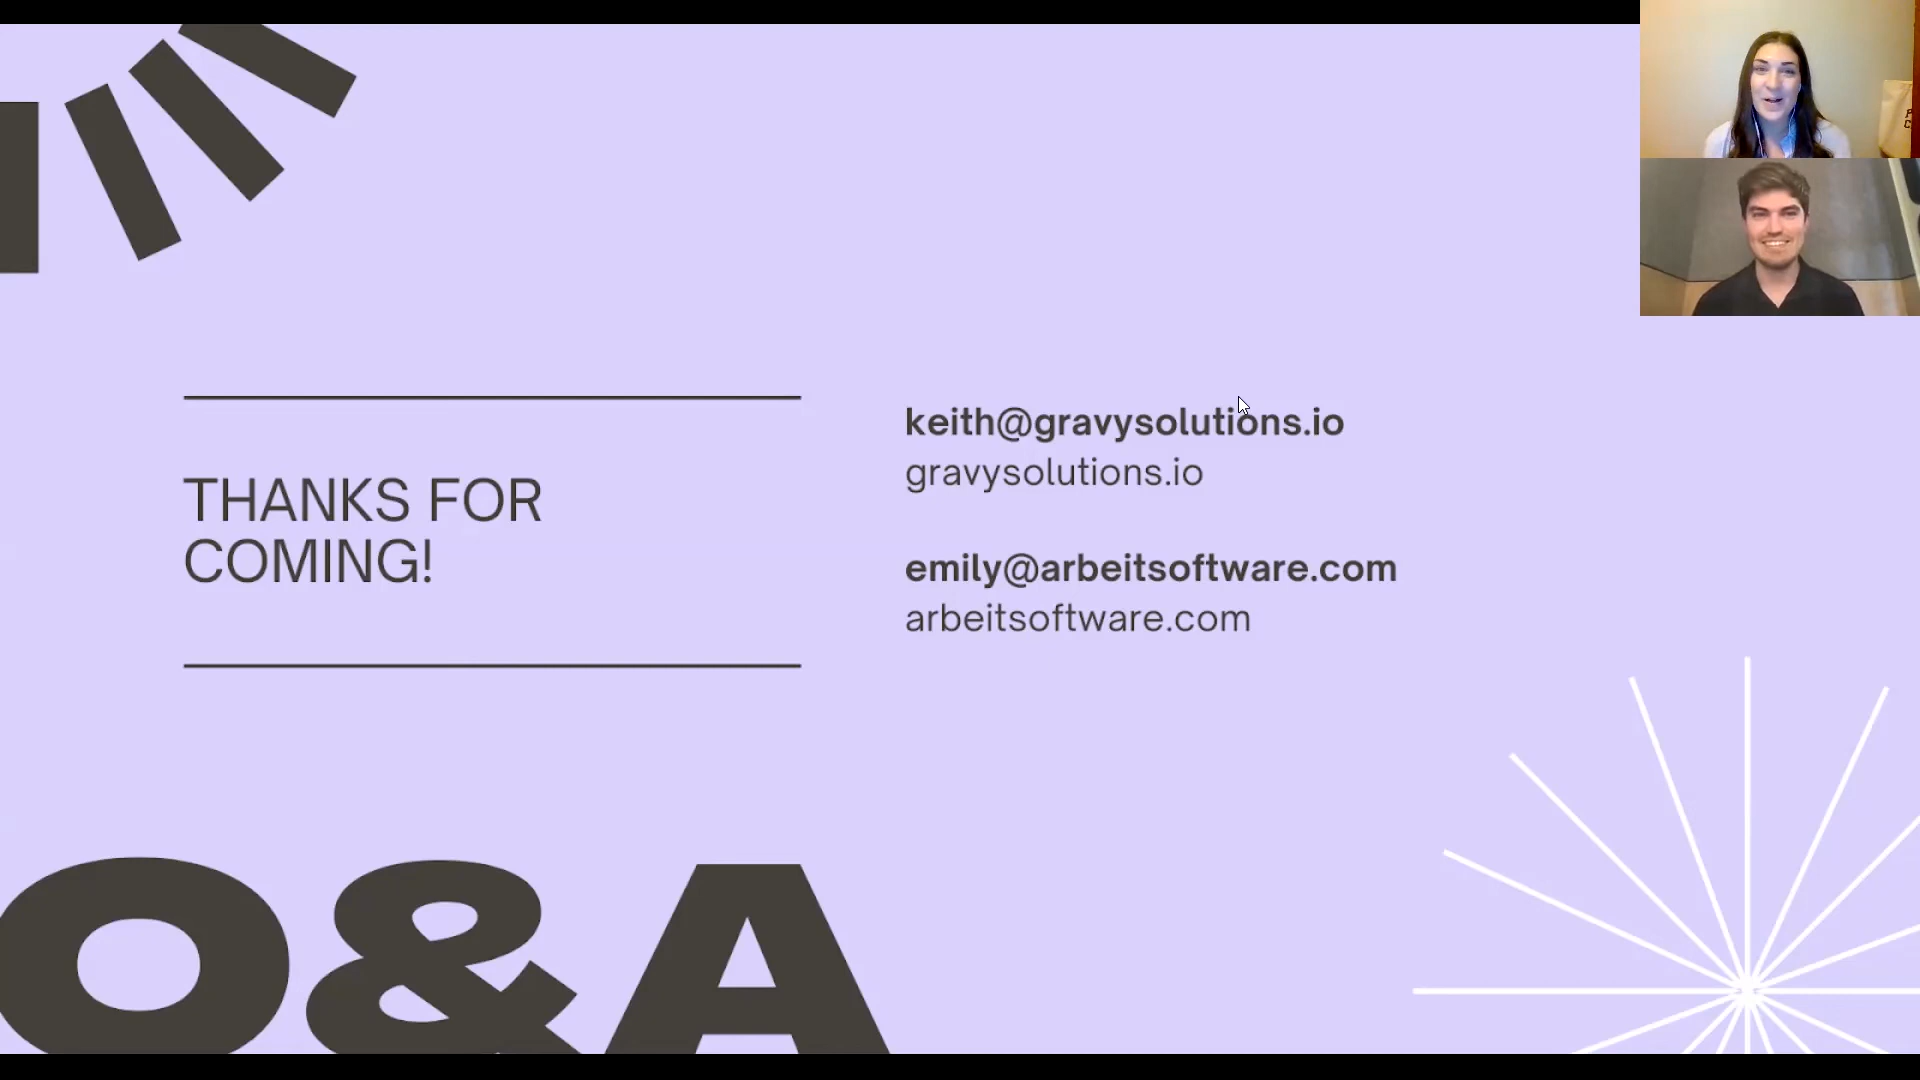 THANKS FOR
COMING!
keith@gravysolutions.io
gravysolutions.io
emily@arbeitsoftware.com
arbeitsoftware.com
Q&A